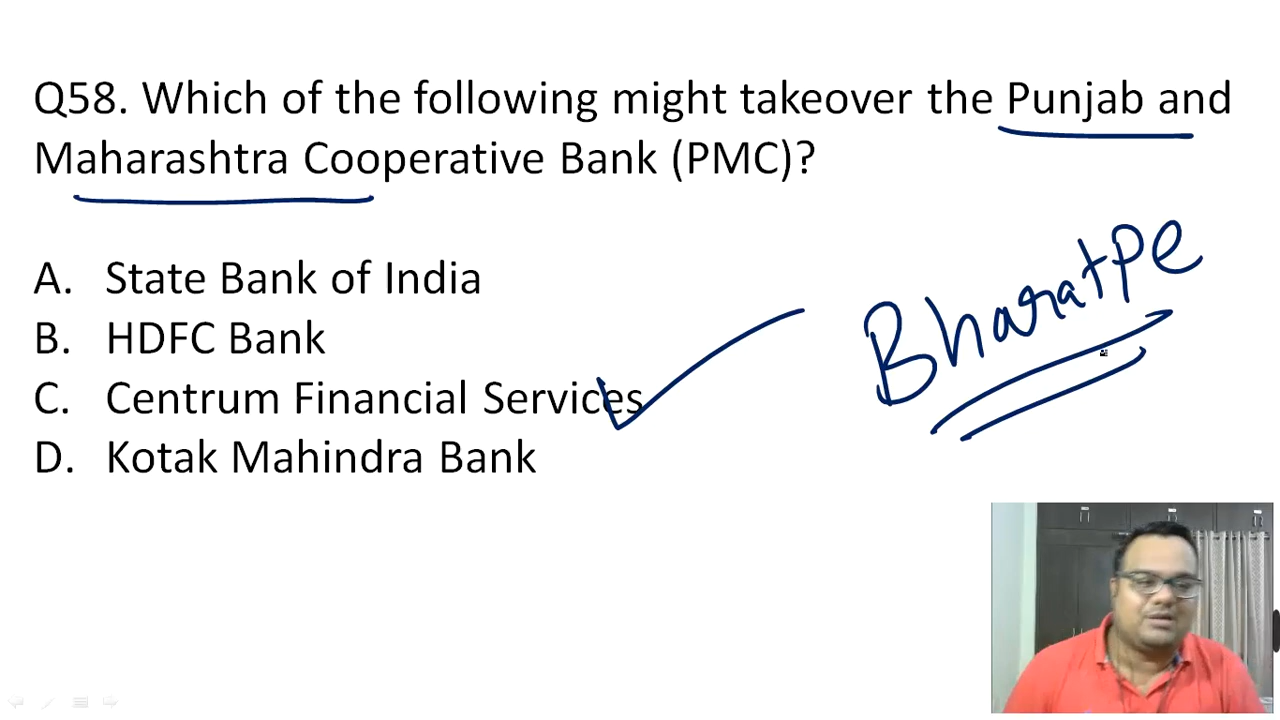 Q58. Which of the following might takeover the Punjab and
Maharashtra Cooperative Bank (PMC)?
A. State Bank of India
B. HDFC Bank
C. Centrum Financial Services
D. Kotak Mahindra Bank
BharatPe